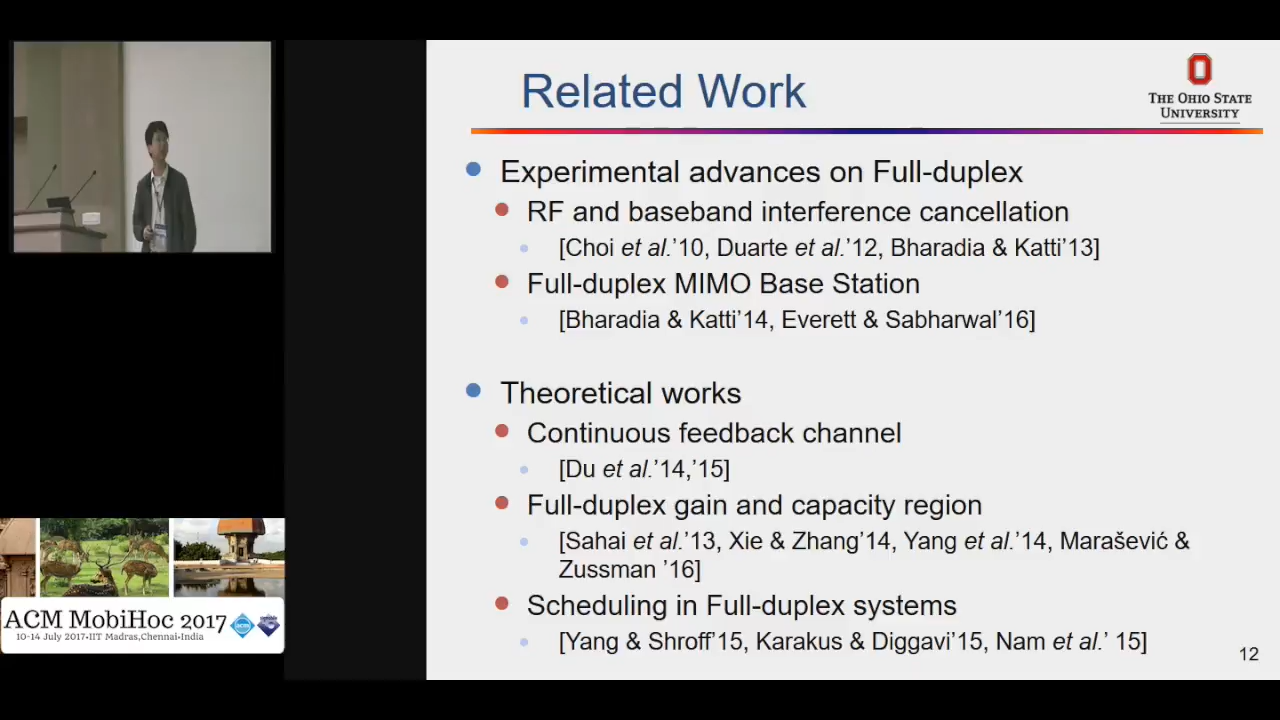 Related Work
THE OHIO STATE
UNIVERSITY
Experimental advances on Full-duplex
RF and baseband interference cancellation
[Choi et al.’10, Duarte et al.’12, Bharadia & Katti’13]
Full-duplex MIMO Base Station
[Bharadia & Katti’14, Everett & Sabharwal’16]
Theoretical works
Continuous feedback channel
[Du et al.’14,’15]
Full-duplex gain and capacity region
[Sahai et al.’13, Xie & Zhang’14, Yang et al.’14, Marašević &
Zussman ’16]
Scheduling in Full-duplex systems
[Yang & Shroff’15, Karakus & Diggavi’15, Nam et al.’ 15]
12
ACM MobiHoc 2017
10-14 July 2017-IIT Madras,Chennai-India